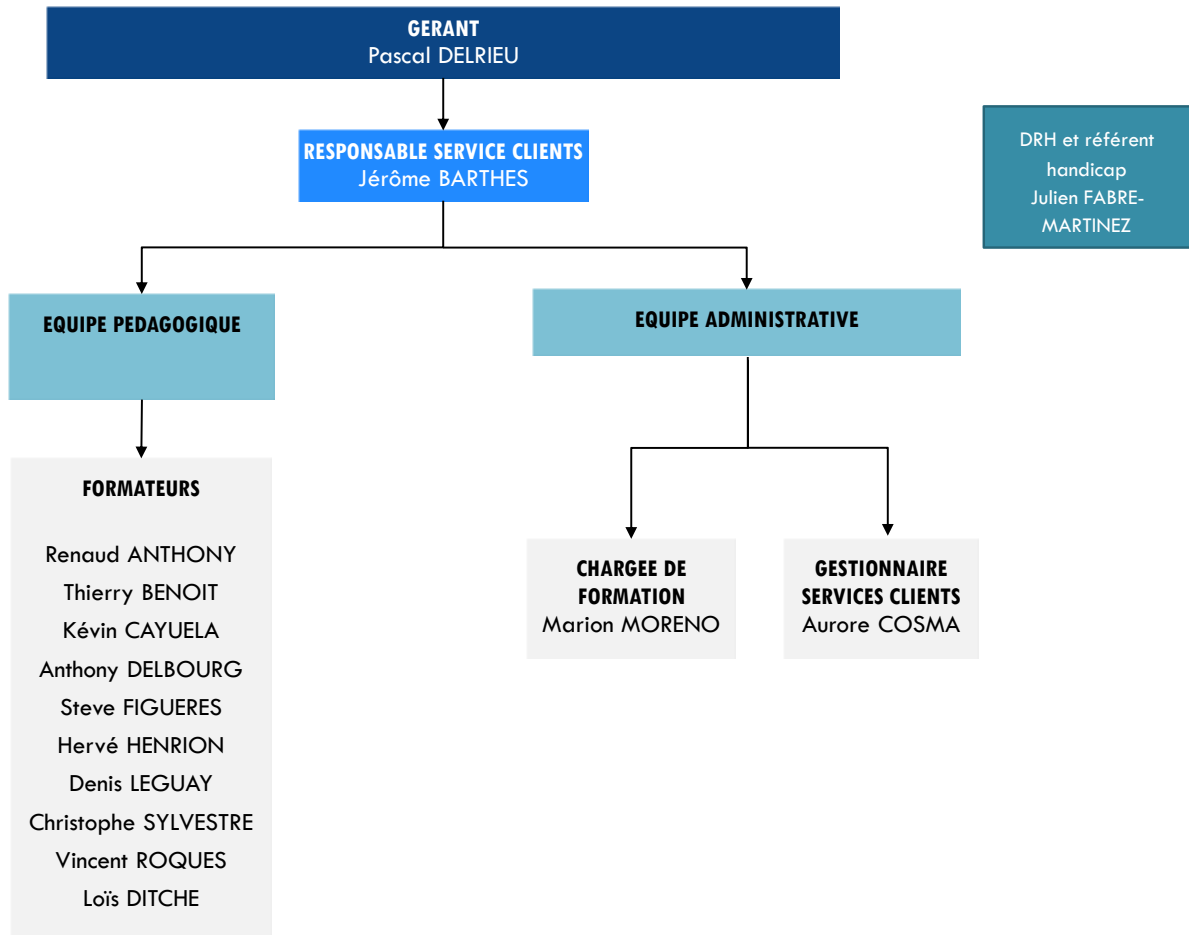 GERANT
Pascal DELRIEU
RESPONSABLE SERVICE CLIENTS
Jérôme BARTHES
DRH et référent
handicap
Julien FABRE-
MARTINEZ
EQUIPE PEDAGOGIQUE
EQUIPE ADMINISTRATIVE
FORMATEURS
Renaud ANTHONY
Thierry BENOIT
Kévin CAYUELA
Anthony DELBOURG
Steve FIGUERES
Hervé HENRION
Denis LEGUAY
Christophe SYLVESTRE
Vincent ROQUES
Loïs DITCHE
CHARGEE DE
FORMATION
Marion MORENO
GESTIONNAIRE
SERVICES CLIENTS
Aurore COSMA